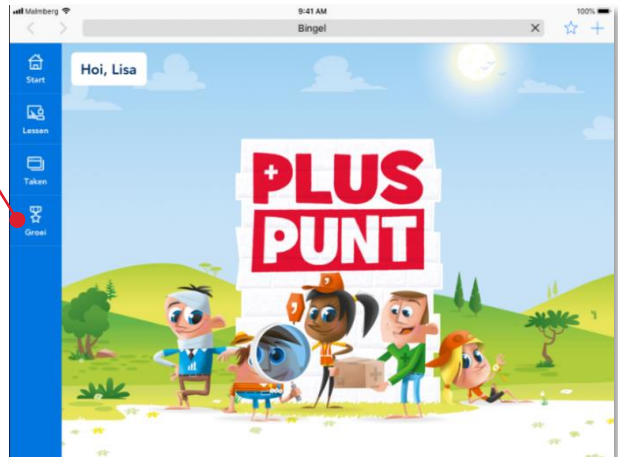 Malmberg 9:41 AM 100%
Bingel
Start
Hoi, Lisa
Lessen
Taken
Groei
PLUS
PUNT